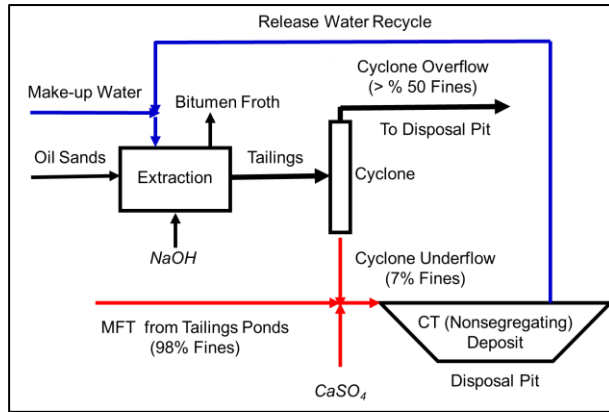 Release Water Recycle
Cyclone Overflow
(> % 50 Fines)
To Disposal Pit
Make-up Water
Bitumen Froth
Oil Sands
Extraction
Tailings
Cyclone
NaOH
Cyclone Underflow
(7% Fines)
MFT from Tailings Ponds
(98% Fines)
CT (Nonsegregating)
Deposit
CaSO₄
Disposal Pit